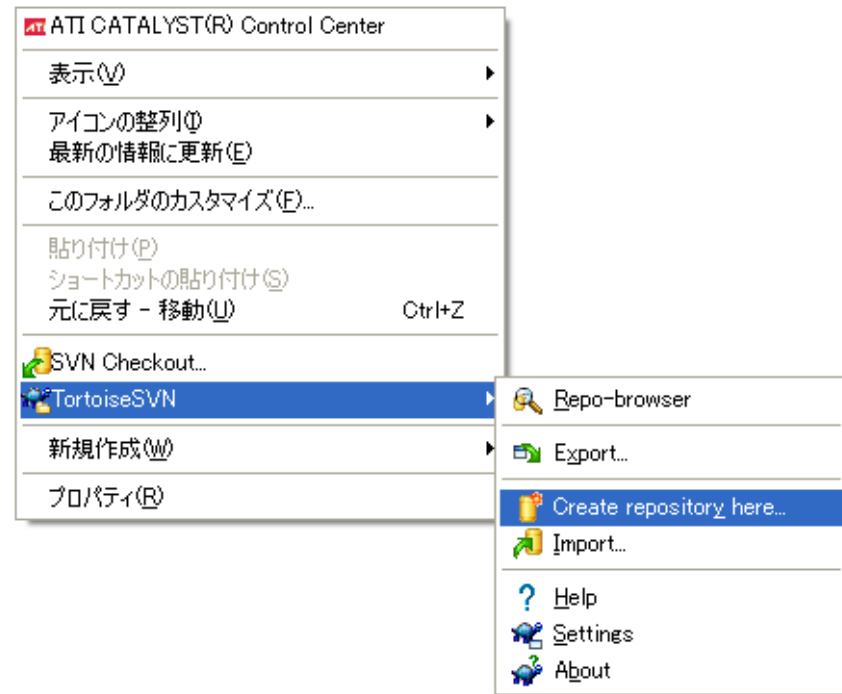 ATI CATALYST(R) Control Center
表示(V)
アイコンの整列(I)
最新の情報に更新(E)
このフォルダのカスタマイズ(F)...
貼り付け(P)
ショートカットの貼り付け(S)
元に戻す - 移動(U) Ctrl+Z
SVN Checkout...
TortoiseSVN
新規作成(W)
プロパティ(R)
Repo-browser
Export...
Create repository here...
Import...
Help
Settings
About